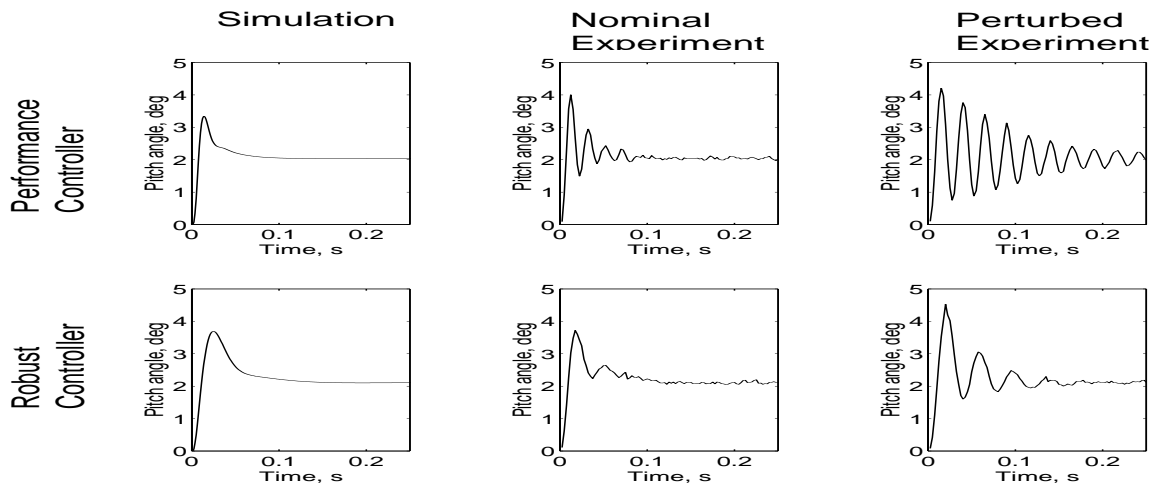 Simulation
Nominal
Experiment
Perturbed
Experiment
Performance
Controller
Pitch angle, deg
5
4
3
2
1
0
0 0.1 0.2
Time, s
Pitch angle, deg
5
4
3
2
1
0
0 0.1 0.2
Time, s
Pitch angle, deg
5
4
3
2
1
0
0 0.1 0.2
Time, s
Robust
Controller
Pitch angle, deg
5
4
3
2
1
0
0 0.1 0.2
Time, s
Pitch angle, deg
5
4
3
2
1
0
0 0.1 0.2
Time, s
Pitch angle, deg
5
4
3
2
1
0
0 0.1 0.2
Time, s